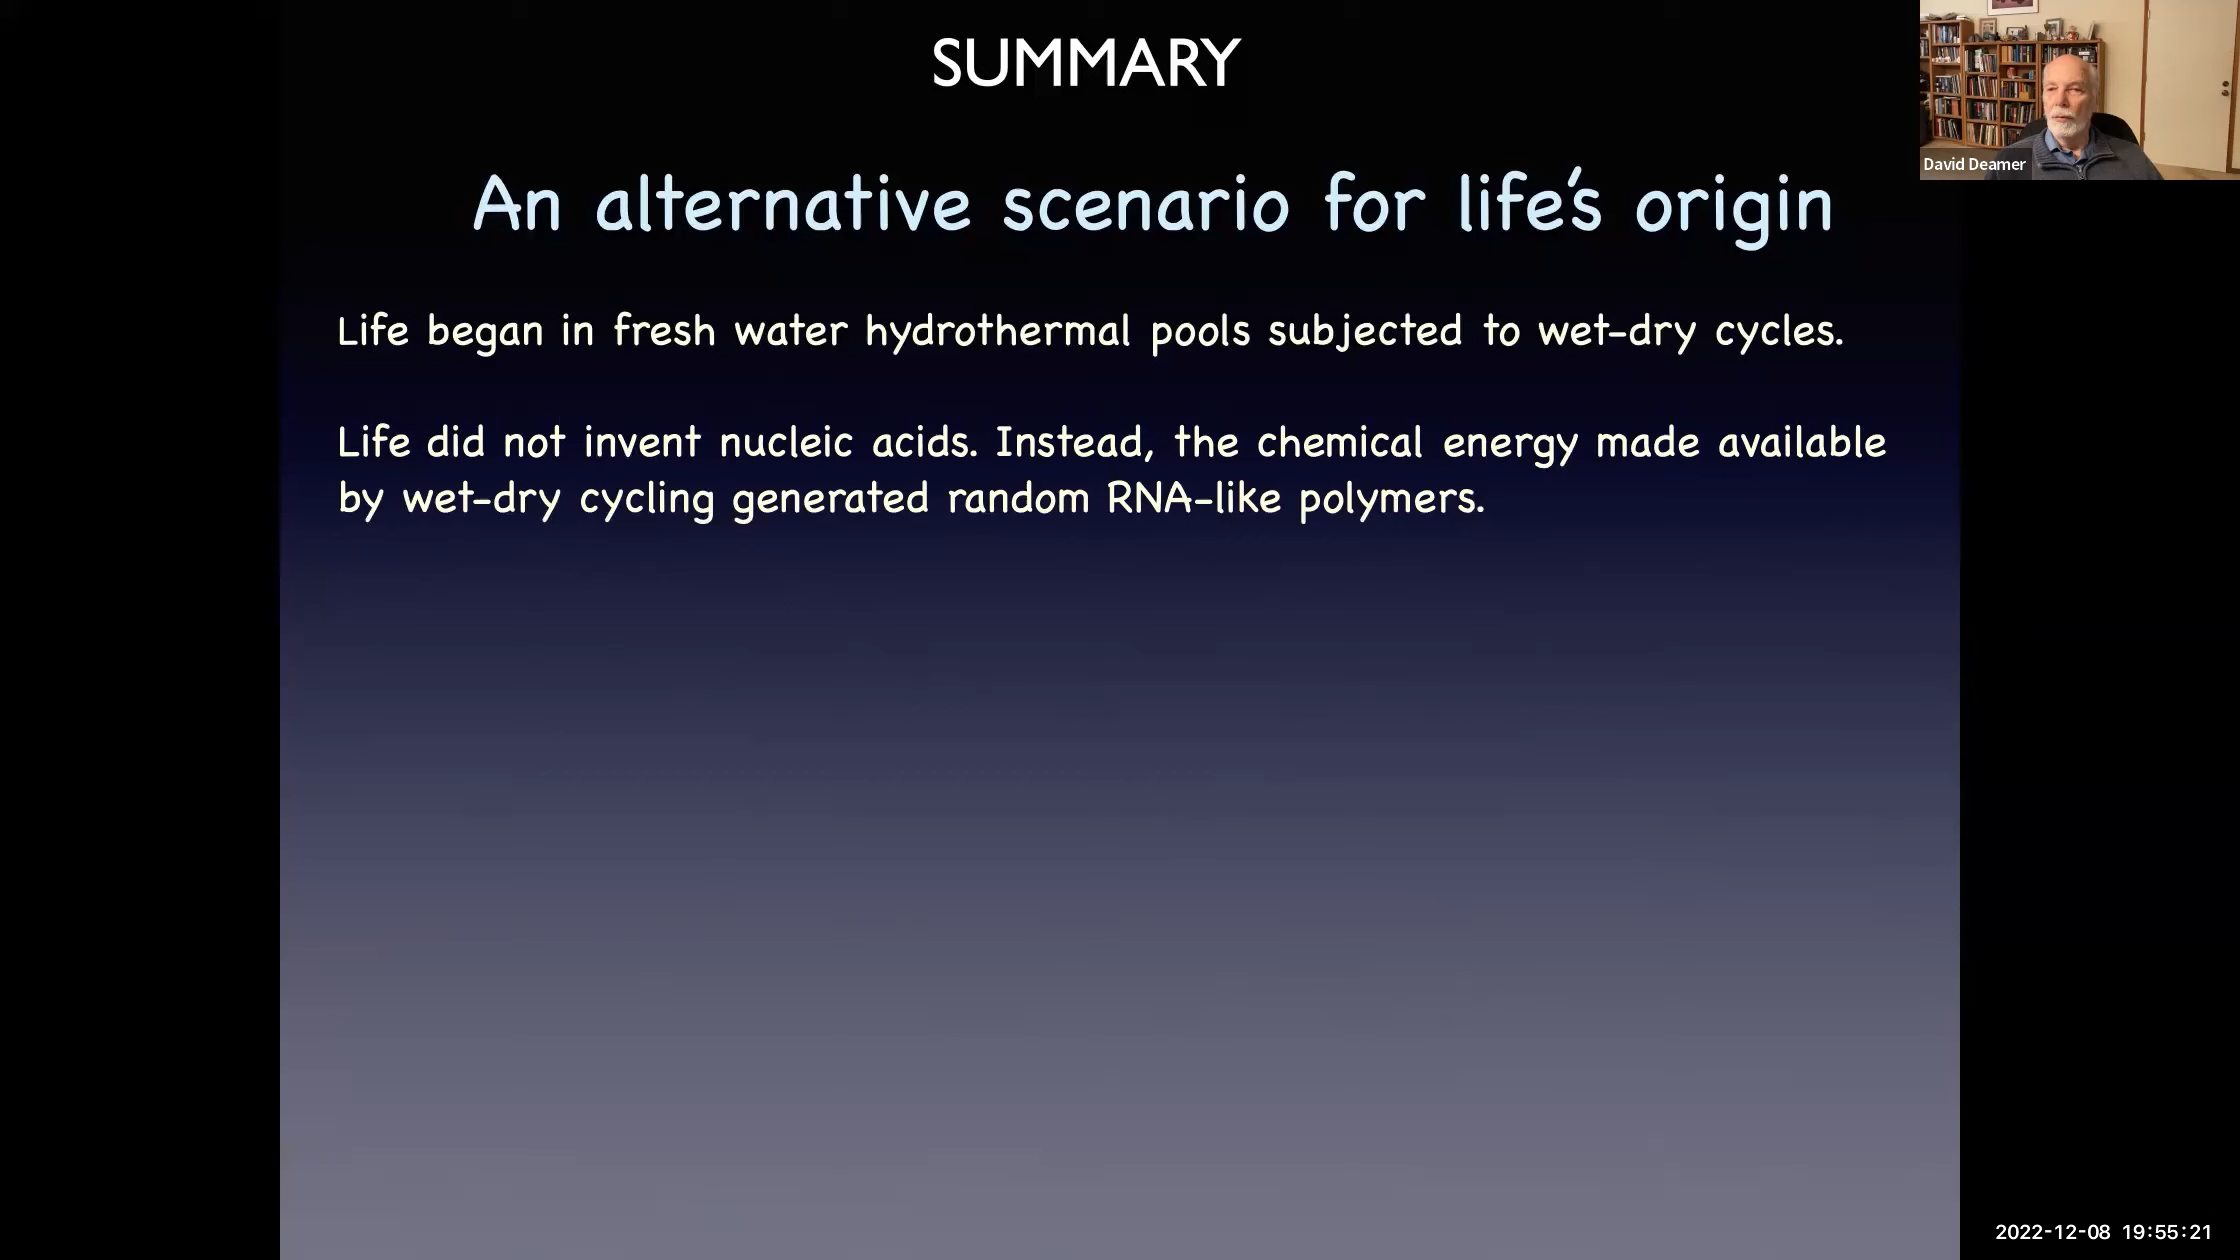 SUMMARY
David Deamer
An alternative scenario for life's origin
Life began in fresh water hydrothermal pools subjected to wet-dry cycles.
Life did not invent nucleic acids. Instead, the chemical energy made available
by wet-dry cycling generated random RNA-like polymers.
2022-12-08 19:55:21